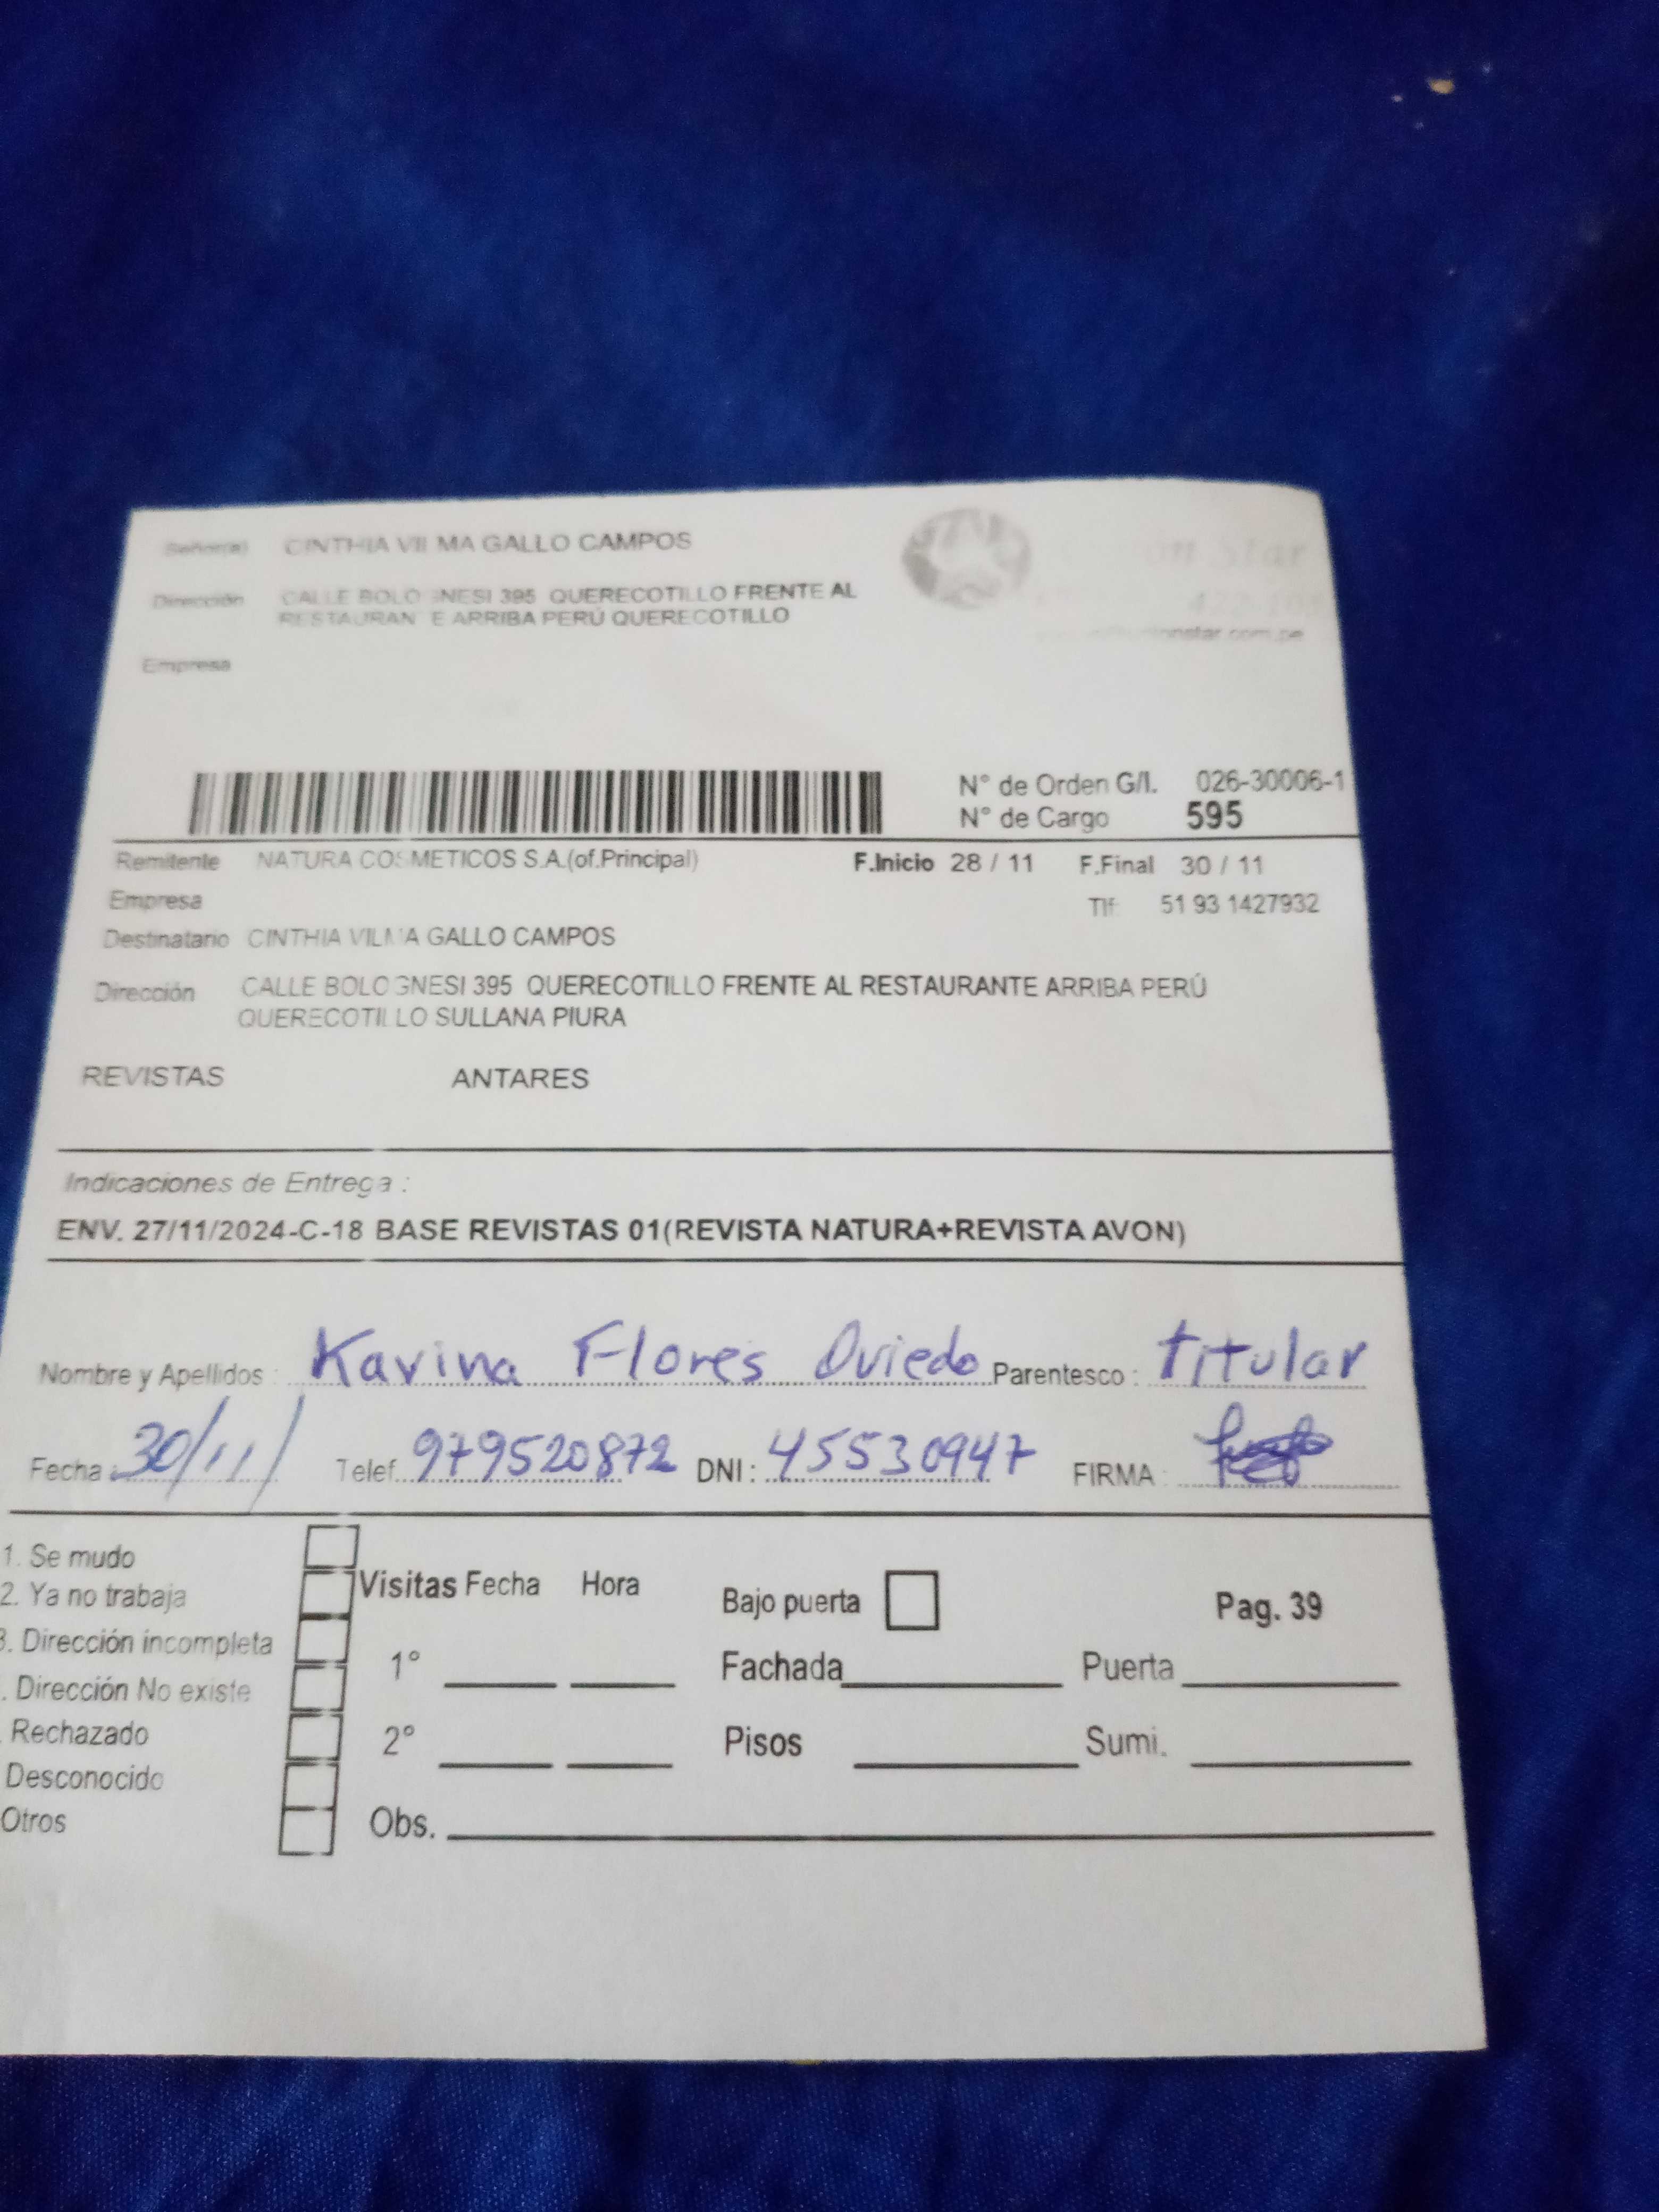 Señor(a) CINTHIA VILMA GALLO CAMPOS
Dirección CALLE BOLOGNESI 395 QUERECOTILLO FRENTE AL
RESTAURANTE ARRIBA PERÚ QUERECOTILLO
Star
Empresa
N° de Orden G/I. 026-30006-1
N° de Cargo 595
Remitente NATURA COSMETICOS S.A.(of.Principal) F.Inicio 28 / 11 F.Final 30 / 11
Empresa Tlf 51 93 1427932
Destinatario CINTHIA VILMA GALLO CAMPOS
Dirección CALLE BOLOGNESI 395 QUERECOTILLO FRENTE AL RESTAURANTE ARRIBA PERÚ
QUERECOTILLO SULLANA PIURA
REVISTAS ANTARES
Indicaciones de Entrega :
ENV. 27/11/2024-C-18 BASE REVISTAS 01(REVISTA NATURA+REVISTA AVON)
Nombre y Apellidos : Karina Flores Oviedo Parentesco : Titular
Fecha : 30/11/ Telef. 979520872 DNI : 45530947 FIRMA :
1. Se mudo
2. Ya no trabaja
3. Dirección incompleta
. Dirección No existe
. Rechazado
Desconocido
Otros
Visitas Fecha Hora
1°
2°
Obs.
Bajo puerta
Fachada
Pisos
Pag. 39
Puerta
Sumi.